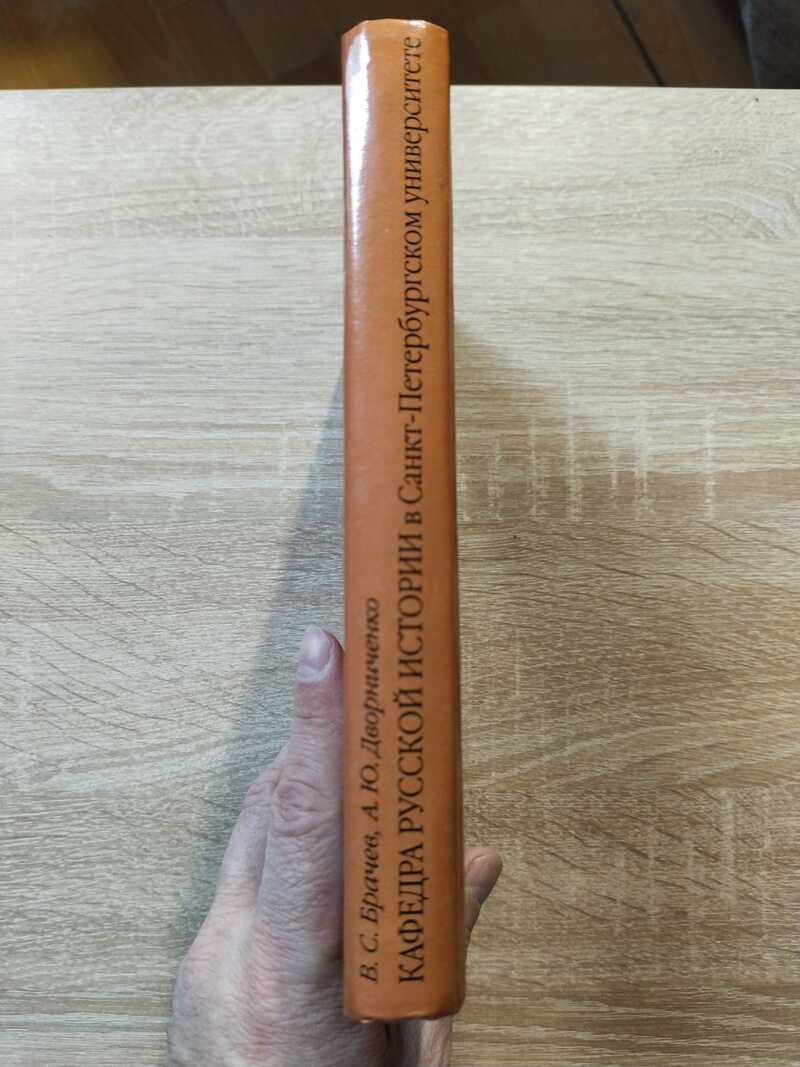 В. С. Брачев, А. Ю. Дворниченко
КАФЕДРА РУССКОЙ ИСТОРИИ в Санкт-Петербургском университете